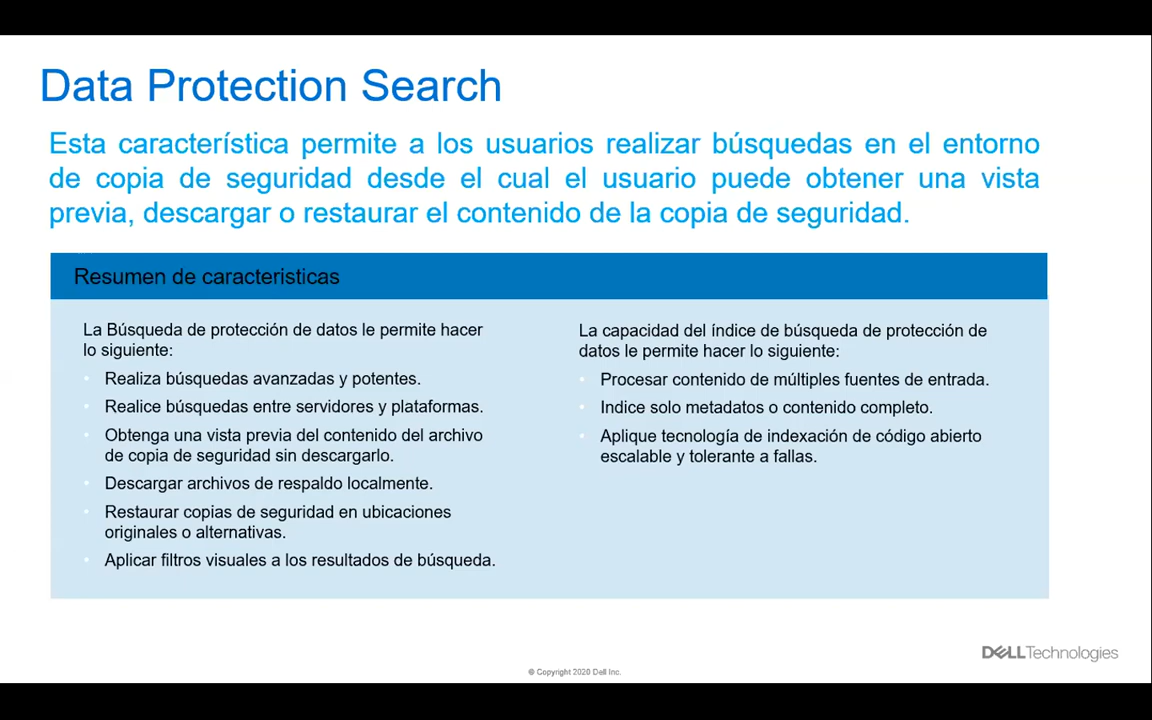 Data Protection Search
Esta característica permite a los usuarios realizar búsquedas en el entorno
de copia de seguridad desde el cual el usuario puede obtener una vista
previa, descargar o restaurar el contenido de la copia de seguridad.
Resumen de caracteristicas
La Búsqueda de protección de datos le permite hacer
lo siguiente:
• Realiza búsquedas avanzadas y potentes.
• Realice búsquedas entre servidores y plataformas.
• Obtenga una vista previa del contenido del archivo
de copia de seguridad sin descargarlo.
• Descargar archivos de respaldo localmente.
• Restaurar copias de seguridad en ubicaciones
originales o alternativas.
• Aplicar filtros visuales a los resultados de búsqueda.
La capacidad del índice de búsqueda de protección de
datos le permite hacer lo siguiente:
• Procesar contenido de múltiples fuentes de entrada.
• Indice solo metadatos o contenido completo.
• Aplique tecnología de indexación de código abierto
escalable y tolerante a fallas.
DELLTechnologies
© Copyright 2020 Dell Inc.